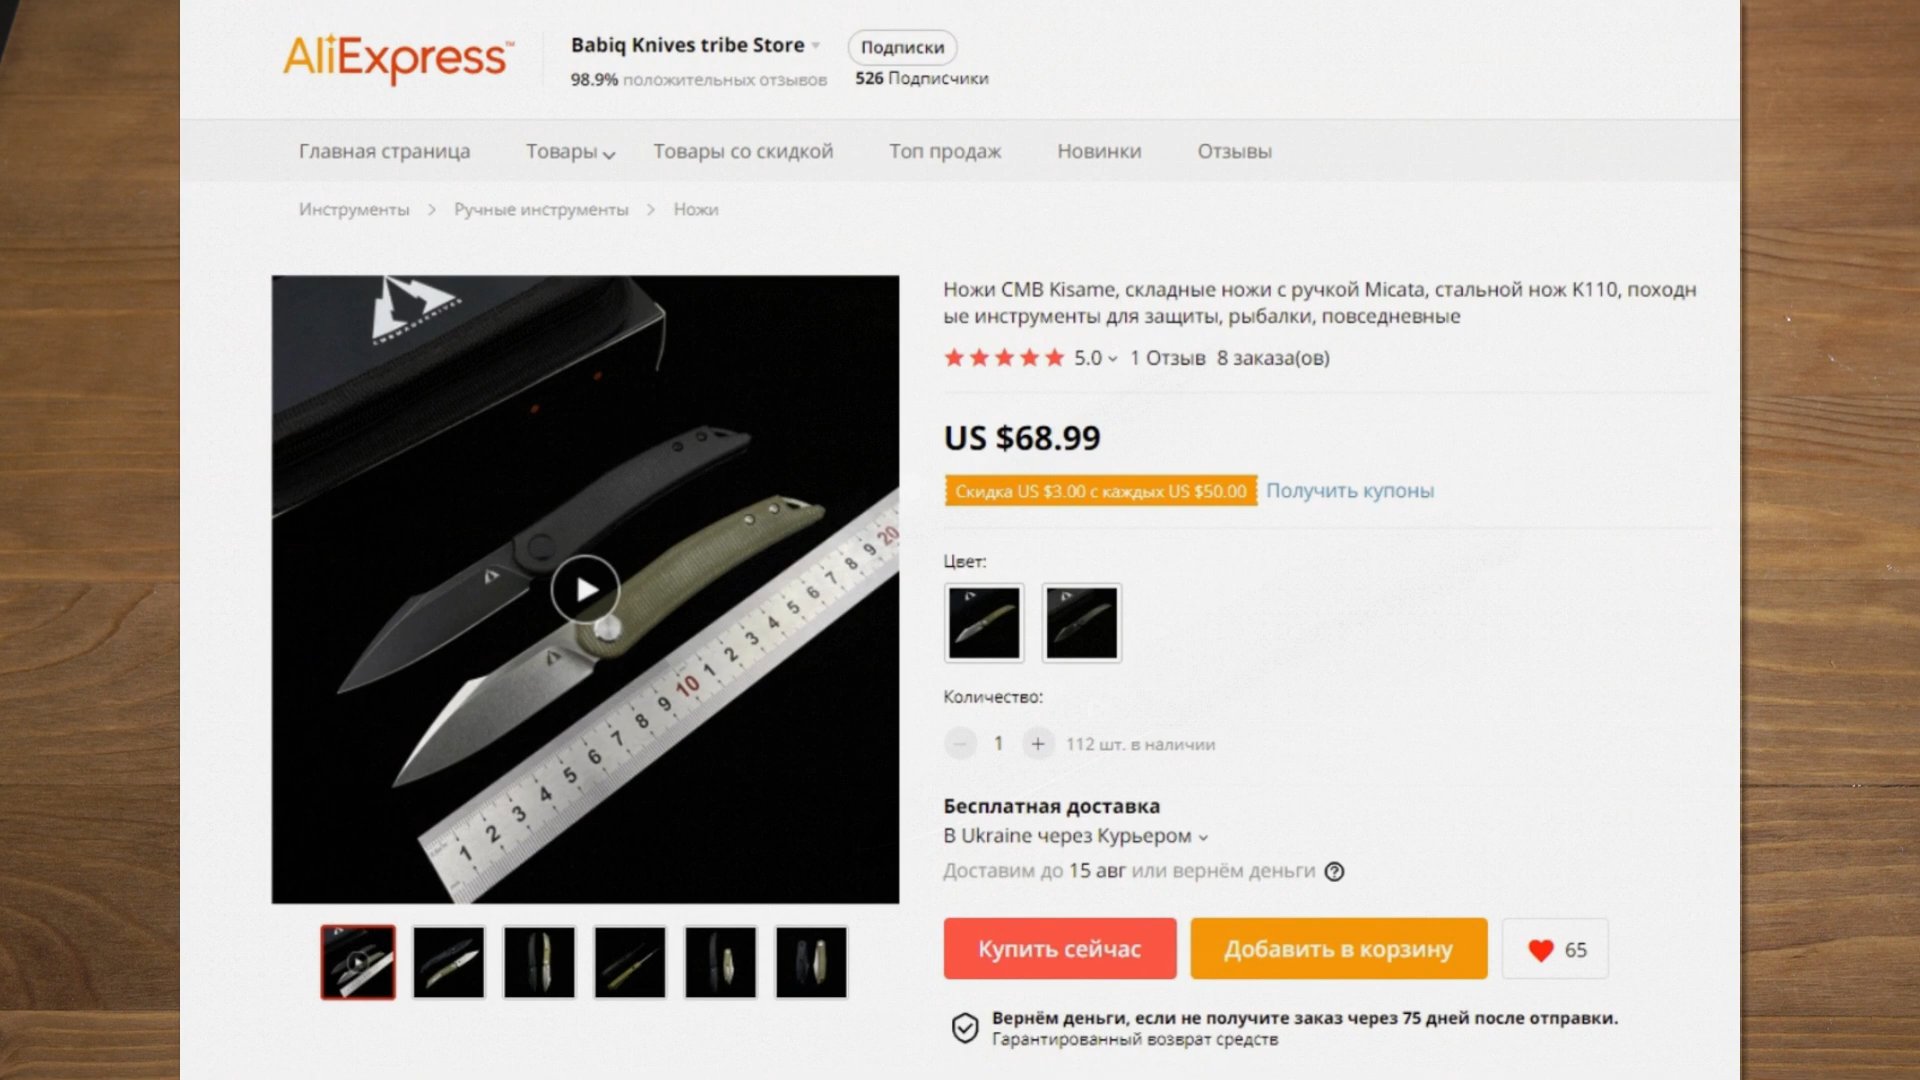 AliExpress™
Babiq Knives tribe Store
Подписки
98.9% положительных отзывов
526 Подписчики
Главная страница Товары Товары со скидкой Топ продаж Новинки Отзывы
Инструменты > Ручные инструменты > Ножи
Ножи CMB Kisame, складные ножи с ручкой Micata, стальной нож K110, походн
ые инструменты для защиты, рыбалки, повседневные
5.0 1 Отзыв 8 заказа(ов)
US $68.99
Скидка US $3.00 с каждых US $50.00 Получить купоны
Цвет:
Количество:
− 1 + 112 шт. в наличии
Бесплатная доставка
В Ukraine через Курьером
Доставим до 15 авг или вернём деньги ?
Купить сейчас
Добавить в корзину
65
Вернём деньги, если не получите заказ через 75 дней после отправки.
Гарантированный возврат средств
1 2 3 4 5 6 7 8 9 10 1 2 3 4 5 6 7 8 9 20